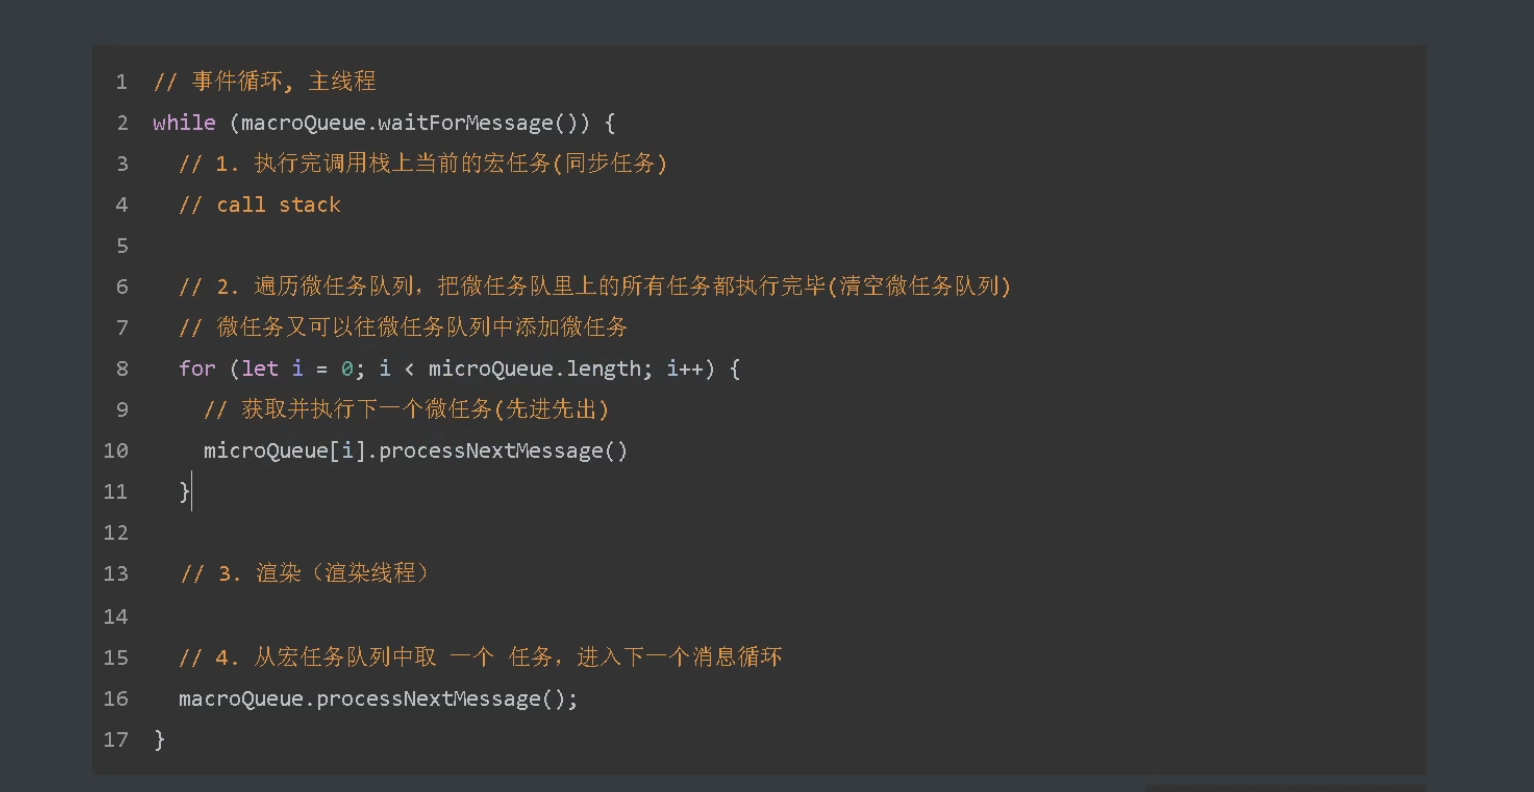 1 // 事件循环, 主线程
2 while (macroQueue.waitForMessage()) {
3 // 1. 执行完调用栈上当前的宏任务(同步任务)
4 // call stack
5
6 // 2. 遍历微任务队列，把微任务队里上的所有任务都执行完毕(清空微任务队列)
7 // 微任务又可以往微任务队列中添加微任务
8 for (let i = 0; i < microQueue.length; i++) {
9 // 获取并执行下一个微任务(先进先出)
10 microQueue[i].processNextMessage()
11 }
12
13 // 3. 渲染（渲染线程）
14
15 // 4. 从宏任务队列中取 一个 任务，进入下一个消息循环
16 macroQueue.processNextMessage();
17 }